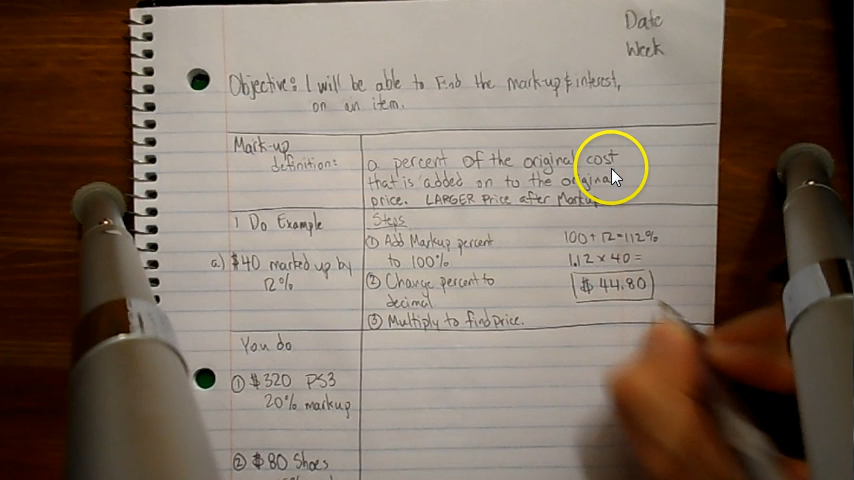 Date
Week
Objective: I will be able to Find the mark-up & interest,
on an item.
Mark-up
definition:
a percent of the original cost
that is added on to the original
price. LARGER Price after Markup
1 Do Example
a) $40 marked up by
12%
Steps
① Add Markup percent
to 100%
② Change percent to
decimal
③ Multiply to find price.
100 + 12 = 112%
1.12 x 40 =
$ 44.80
You do
① $320 PS3
20% markup
② $80 Shoes